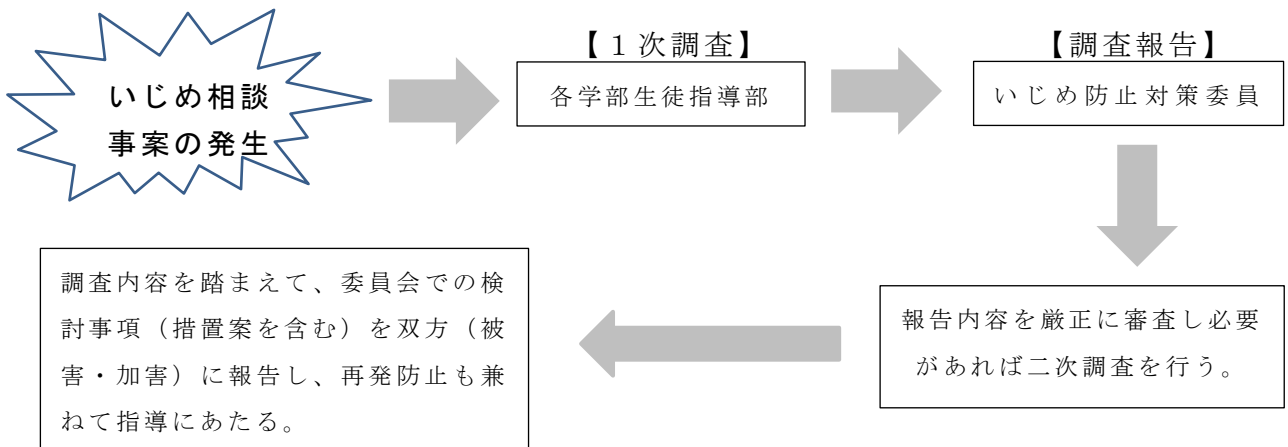 いじめ相談
事案の発生
【1次調査】
各学部生徒指導部
【調査報告】
いじめ防止対策委員
報告内容を厳正に審査し必要
があれば二次調査を行う。
調査内容を踏まえて、委員会での検
討事項（措置案を含む）を双方（被
害・加害）に報告し、再発防止も兼
ねて指導にあたる。